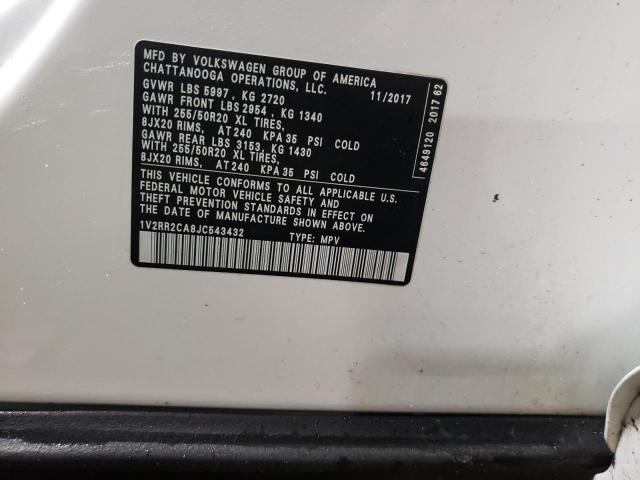 MFD BY VOLKSWAGEN GROUP OF AMERICA
CHATTANOOGA OPERATIONS, LLC.
11/2017
GVWR LBS 5997, KG 2720
GAWR FRONT LBS 2954, KG 1340
WITH 255/50R20 XL TIRES,
8JX20 RIMS, AT 240 KPA 35 PSI COLD
GAWR REAR LBS 3153, KG 1430
WITH 255/50R20 XL TIRES,
8JX20 RIMS, AT 240 KPA 35 PSI COLD
THIS VEHICLE CONFORMS TO ALL APPLICABLE U.S.
FEDERAL MOTOR VEHICLE SAFETY AND
THEFT PREVENTION STANDARDS IN EFFECT ON
THE DATE OF MANUFACTURE SHOWN ABOVE.
1V2RR2CA8JC543432 TYPE: MPV
4649120 2017 62